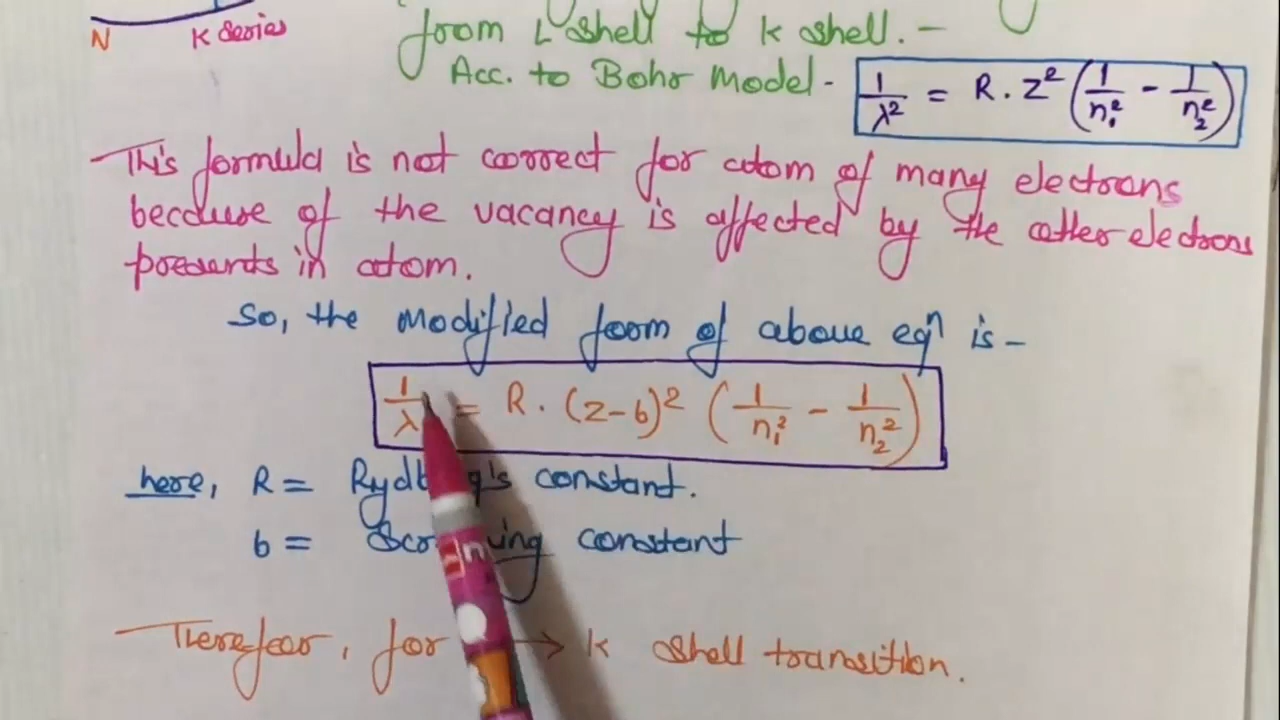 N K series
from L shell to K shell. -
Acc. to Bohr Model - 1/λ² = R . Z² (1/n₁² - 1/n₂²)
This formula is not correct for atom of many electrons
because of the vacancy is affected by the other electrons
presents in atom.
So, the modified form of above eqⁿ is -
1/λ = R . (Z-b)² (1/n₁² - 1/n₂²)
here, R = constant.
b = constant
Therefoar, for → K shell transition.